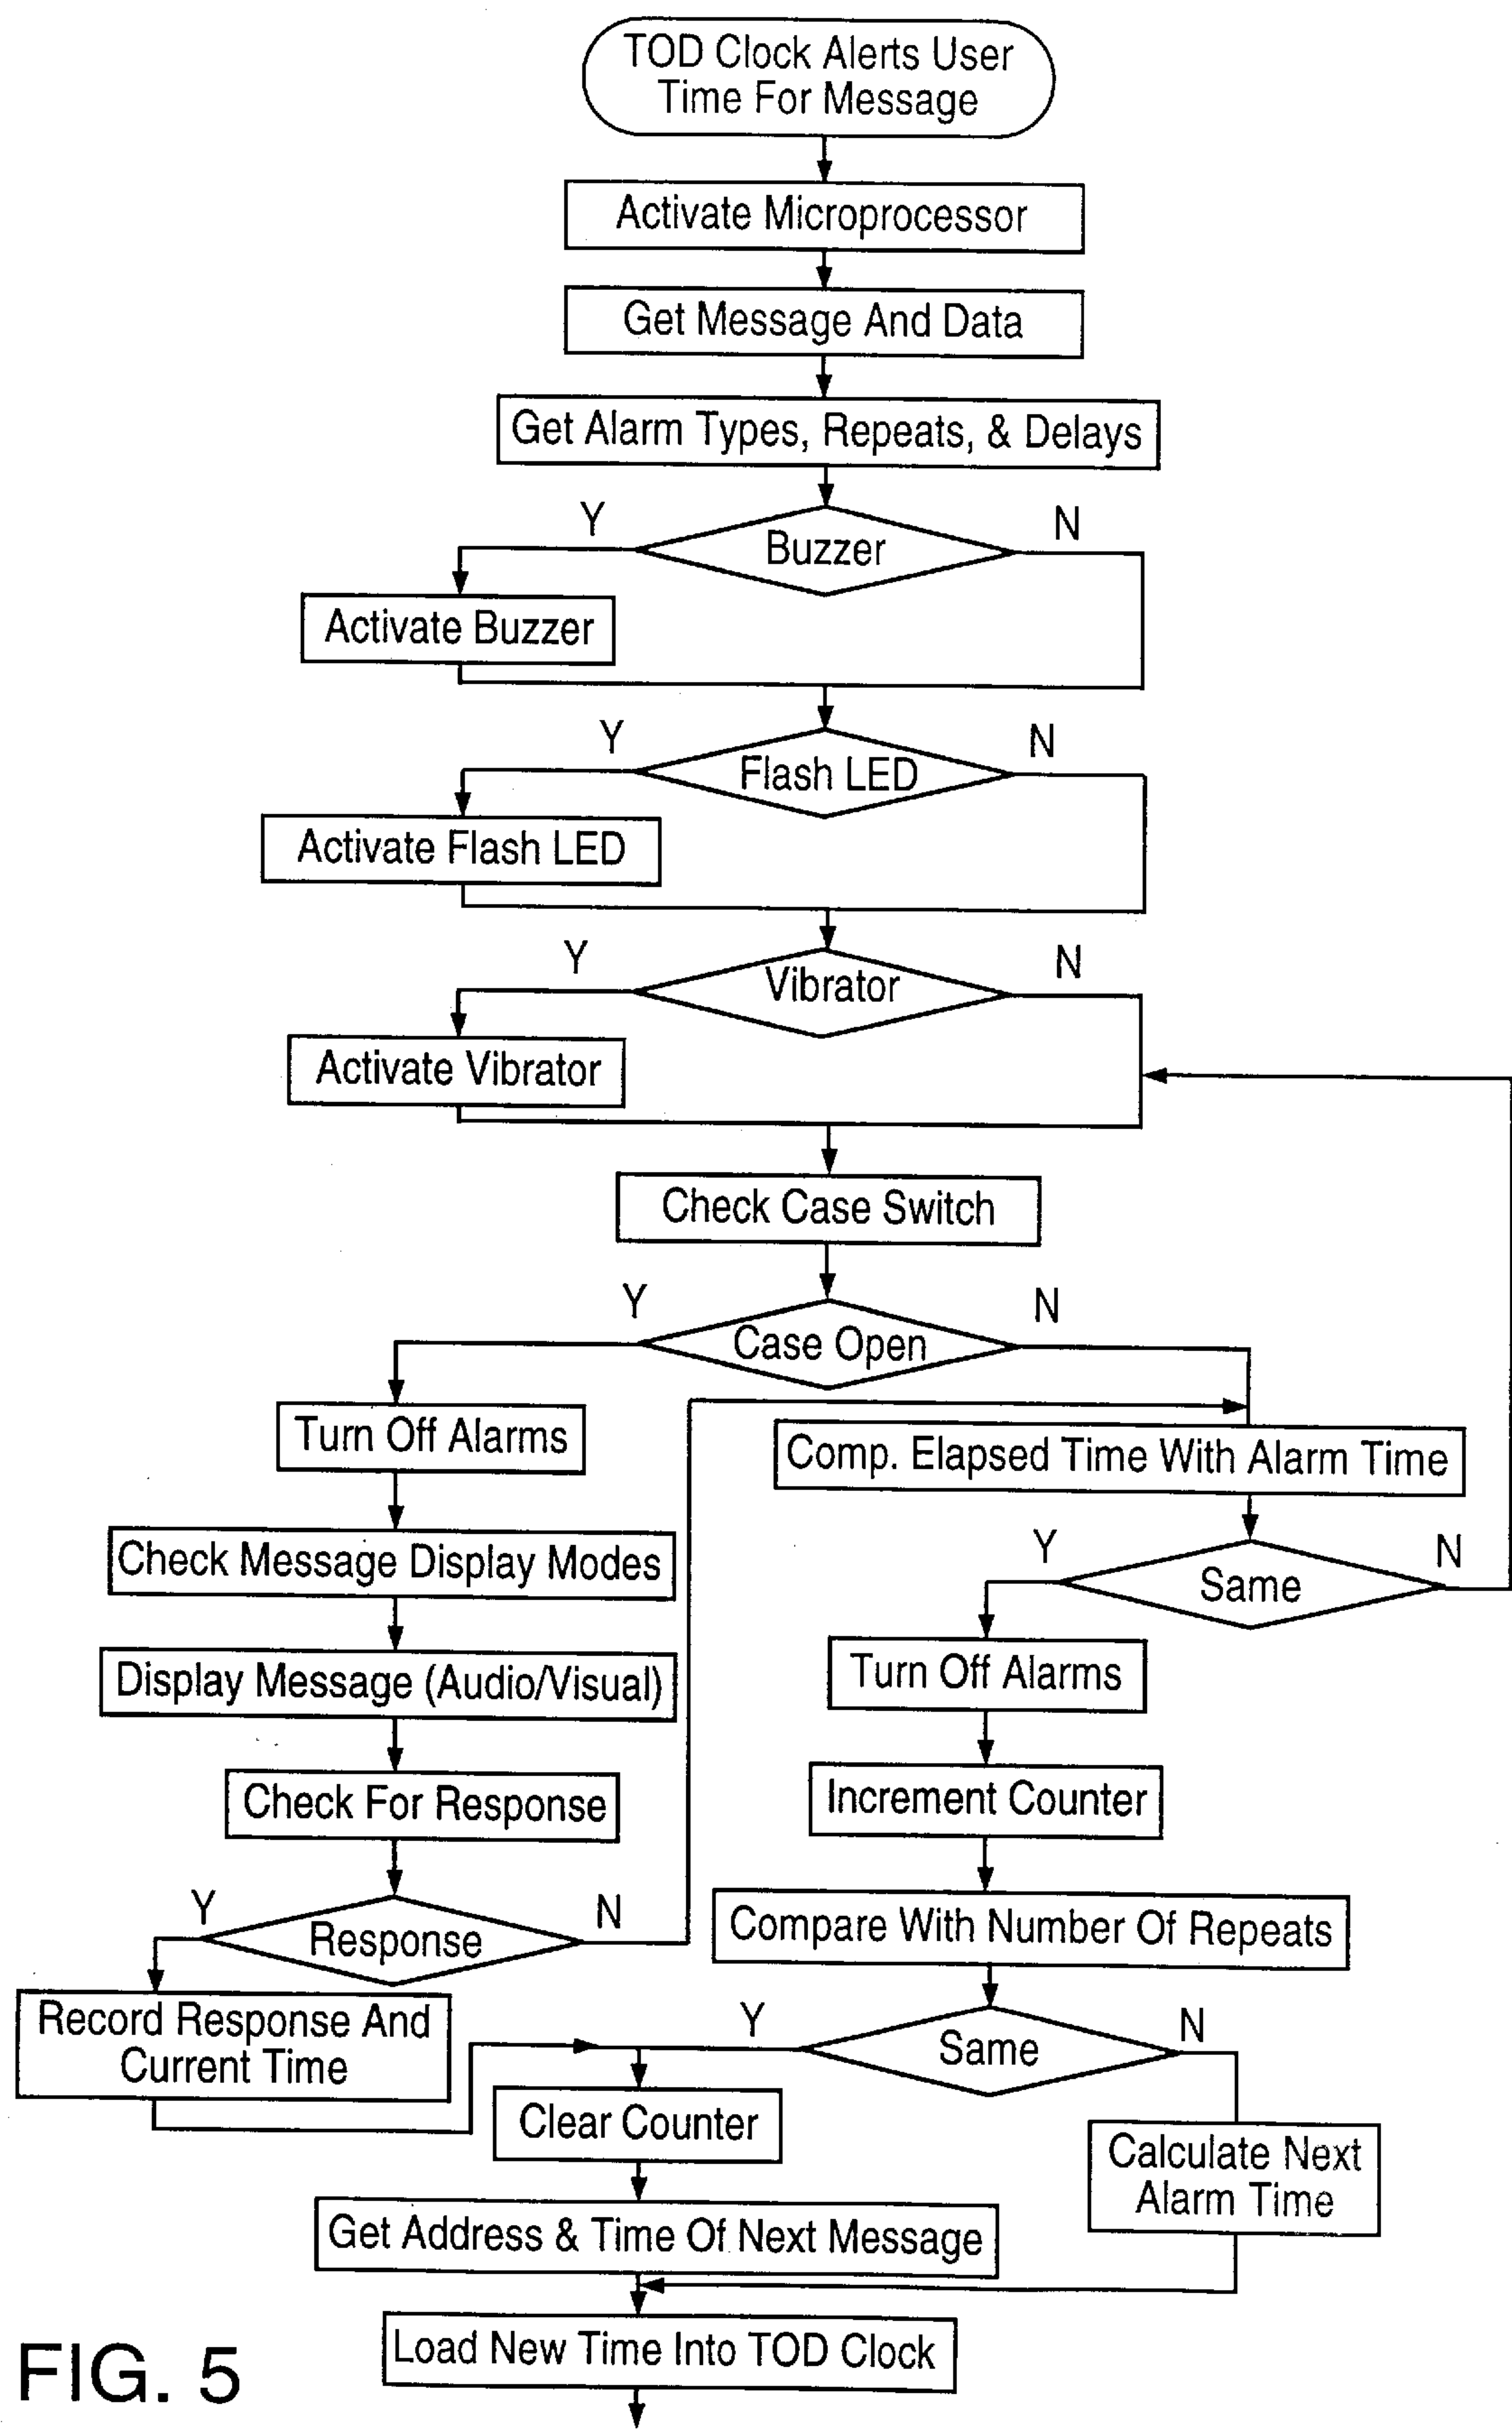 TOD Clock Alerts User
Time For Message
Activate Microprocessor
Get Message And Data
Get Alarm Types, Repeats, & Delays
Y
N
Buzzer
Activate Buzzer
Y
N
Flash LED
Activate Flash LED
Y
N
Vibrator
Activate Vibrator
Check Case Switch
Y
N
Case Open
Turn Off Alarms
Comp. Elapsed Time With Alarm Time
Check Message Display Modes
Y
N
Same
Display Message (Audio/Visual)
Turn Off Alarms
Check For Response
Increment Counter
Y
N
Response
Compare With Number Of Repeats
Record Response And
Current Time
Y
N
Same
Clear Counter
Calculate Next
Alarm Time
Get Address & Time Of Next Message
Load New Time Into TOD Clock
FIG. 5